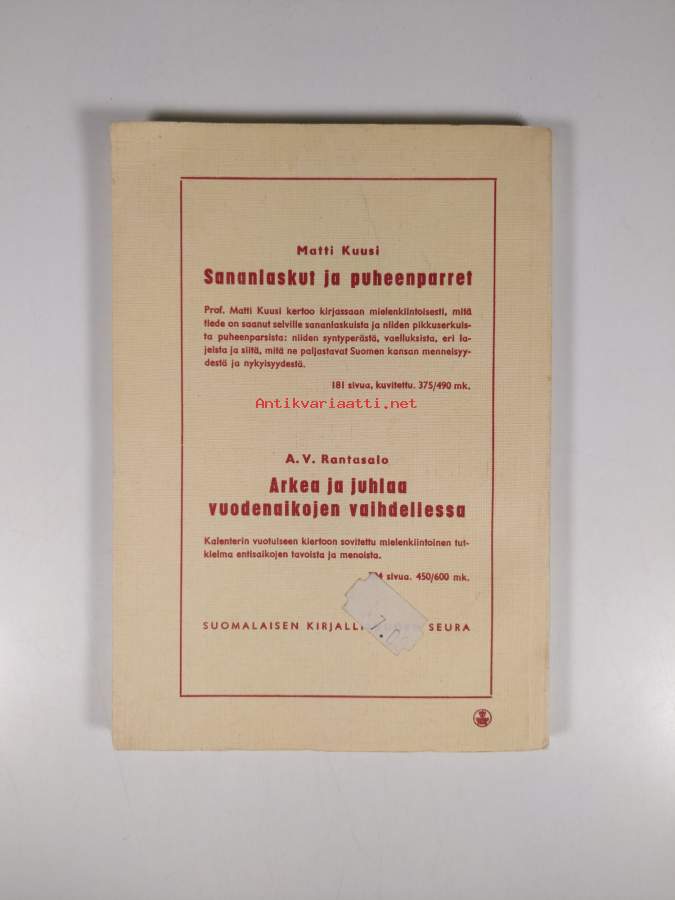 Matti Kuusi
Sananlaskut ja puheenparret
Prof. Matti Kuusi kertoo kirjassaan mielenkiintoisesti, mitä
tiede on saanut selville sananlaskuista ja niiden pikkuserkuis-
ta puheenparsista: niiden syntyperästä, vaelluksista, eri la-
jeista ja siitä, mitä ne paljastavat Suomen kansan menneisyy-
destä ja nykyisyydestä.
181 sivua, kuvitettu. 375/490 mk.
Antikvariaatti.net
A. V. Rantasalo
Arkea ja juhlaa
vuodenaikojen vaihdellessa
Kalenterin vuotuiseen kiertoon sovitettu mielenkiintoinen tut-
kielma entisaikojen tavoista ja menoista.
sivua. 450/600 mk.
SUOMALAISEN SEURA